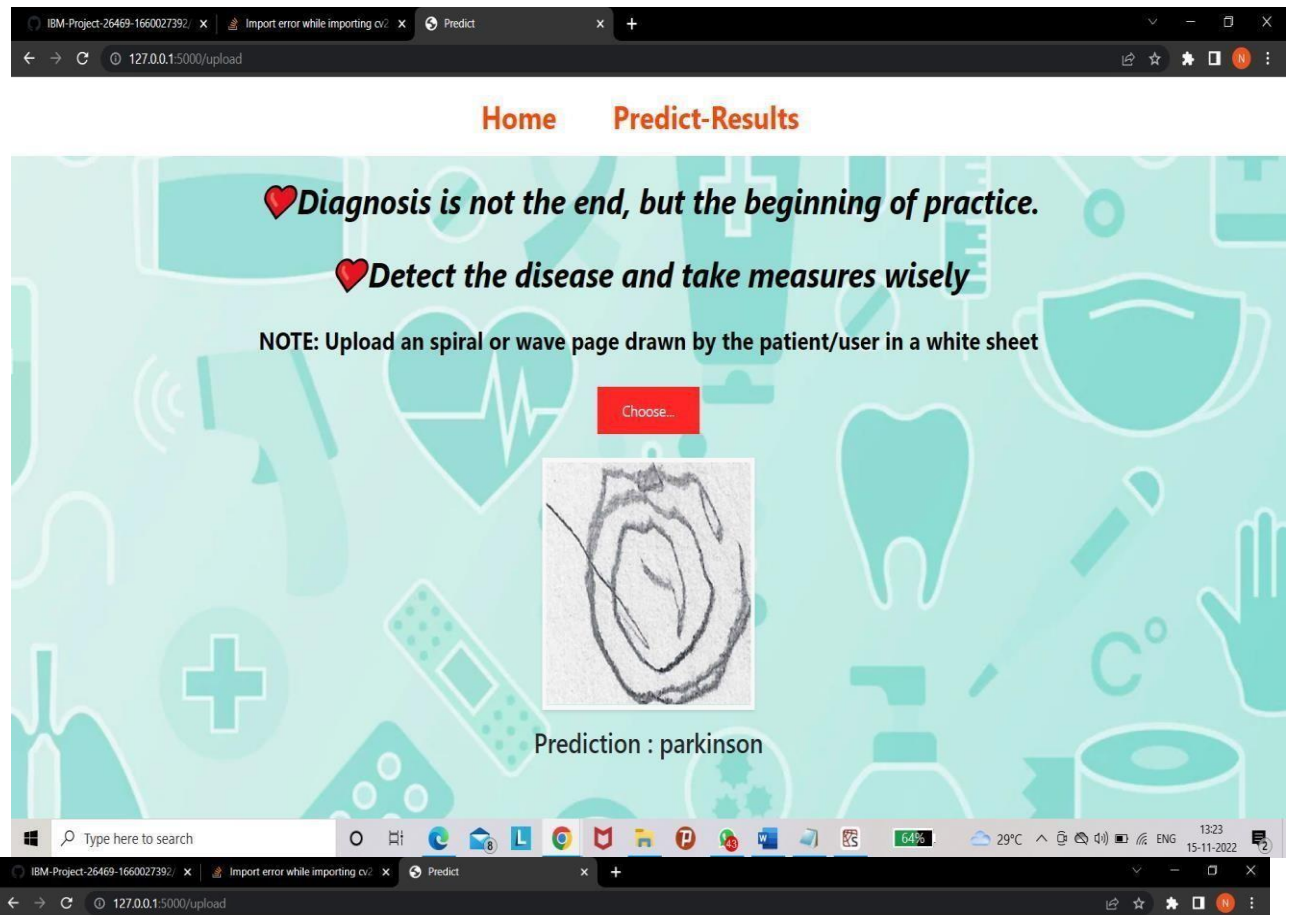 IBM-Project-26469-1660027392/
Import error while importing cv2
Predict
127.0.0.1:5000/upload
N
Home Predict-Results
Diagnosis is not the end, but the beginning of practice.
Detect the disease and take measures wisely
NOTE: Upload an spiral or wave page drawn by the patient/user in a white sheet
Choose...
C°
Prediction : parkinson
Type here to search
8
L
43
64%
29°C
ENG
13:23
15-11-2022
2
IBM-Project-26469-1660027392/
Import error while importing cv2
Predict
127.0.0.1:5000/upload
N